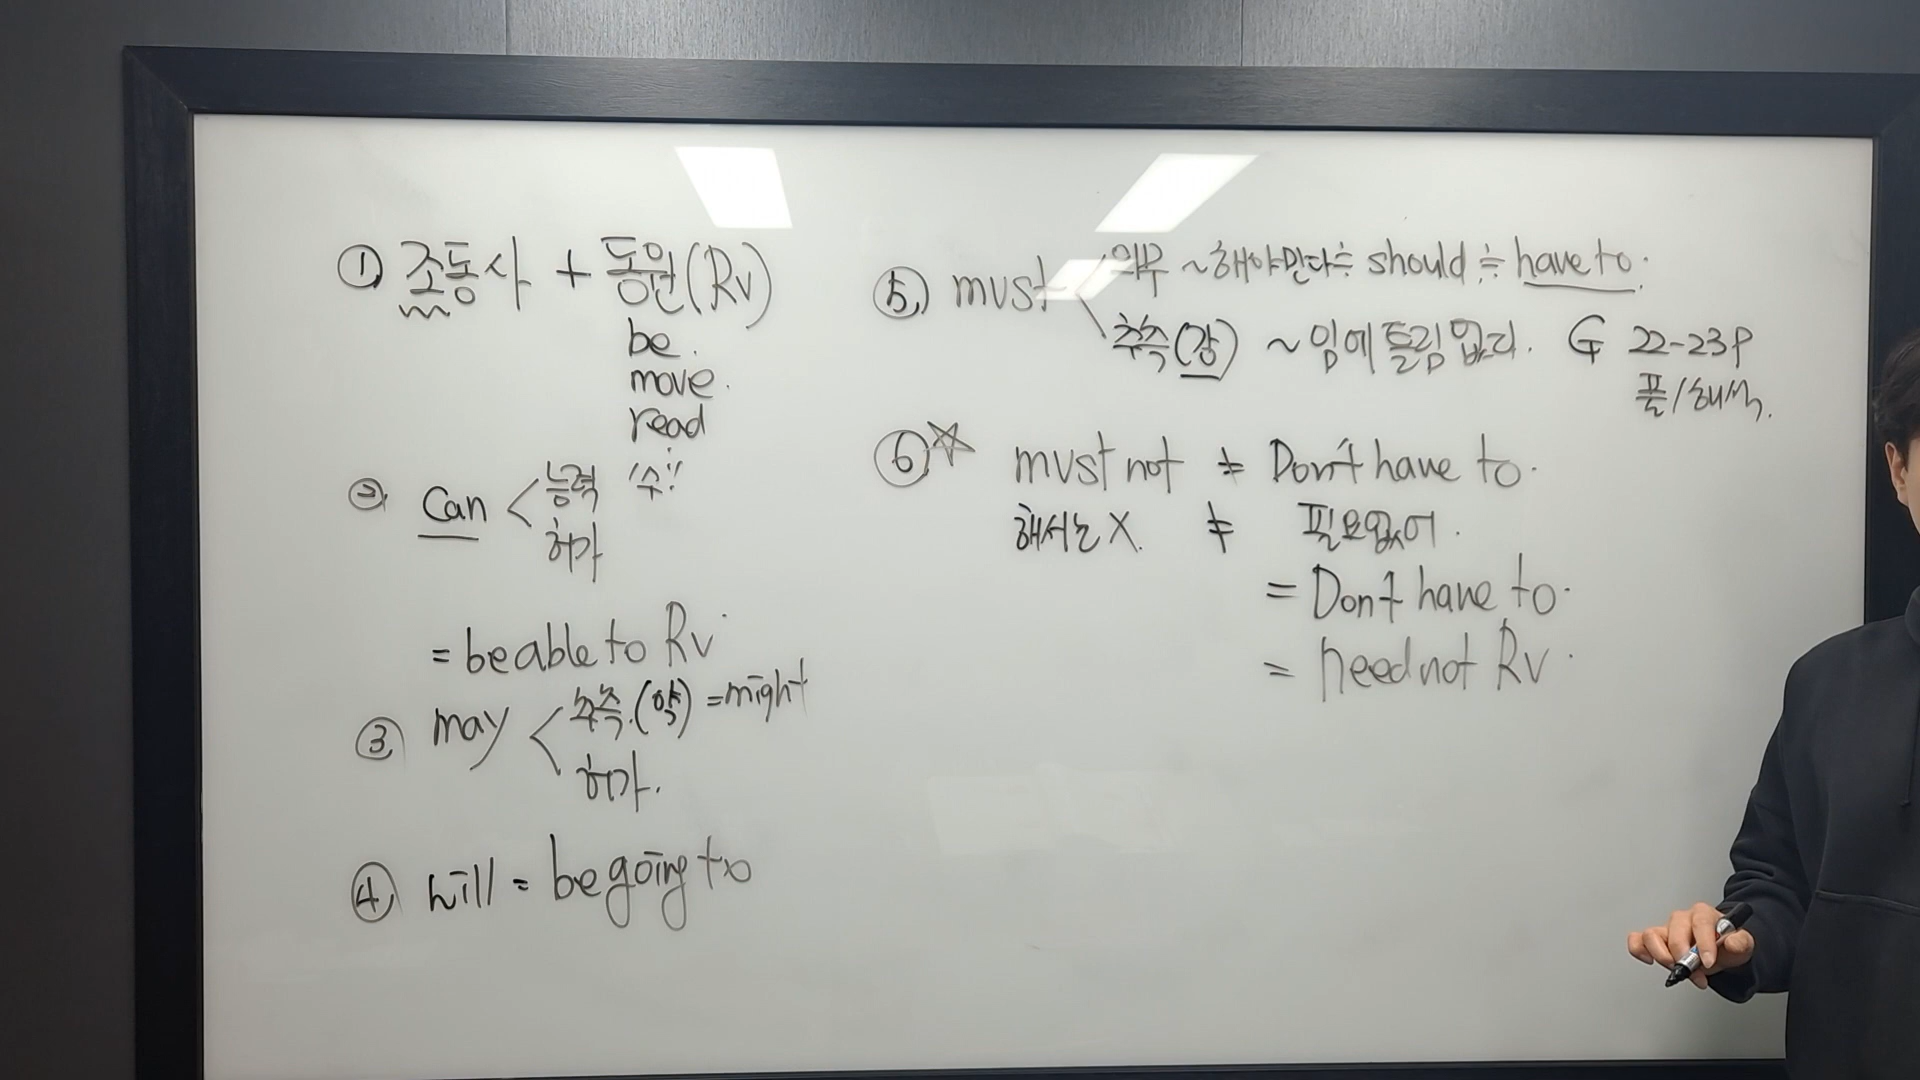 ① 조동사 + 동원(Rv)
be.
move.
read
② can < 능력 '수!!
허가
= be able to Rv.
③ may < 추측.(약) = might
허가.
④ will = be going to
⑤ must < 의무 ~해야만다≒ should ≒ have to.
추측(강) ~임에 틀림 없다. G 22-23P
풀/해석.
⑥☆ must not ≠ Don't have to.
해서는 X. ≠ 필요없어.
= Don't have to.
= need not Rv.